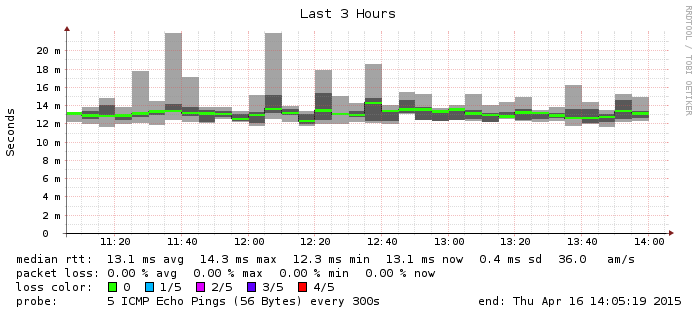 Last 3 Hours
RRDTOOL / TOBI OETIKER
Seconds
20 m
18 m
16 m
14 m
12 m
10 m
8 m
6 m
4 m
2 m
0
11:20 11:40 12:00 12:20 12:40 13:00 13:20 13:40 14:00
median rtt: 13.1 ms avg 14.3 ms max 12.3 ms min 13.1 ms now 0.4 ms sd 36.0 am/s
packet loss: 0.00 % avg 0.00 % max 0.00 % min 0.00 % now
loss color: 0 1/5 2/5 3/5 4/5
probe: 5 ICMP Echo Pings (56 Bytes) every 300s end: Thu Apr 16 14:05:19 2015